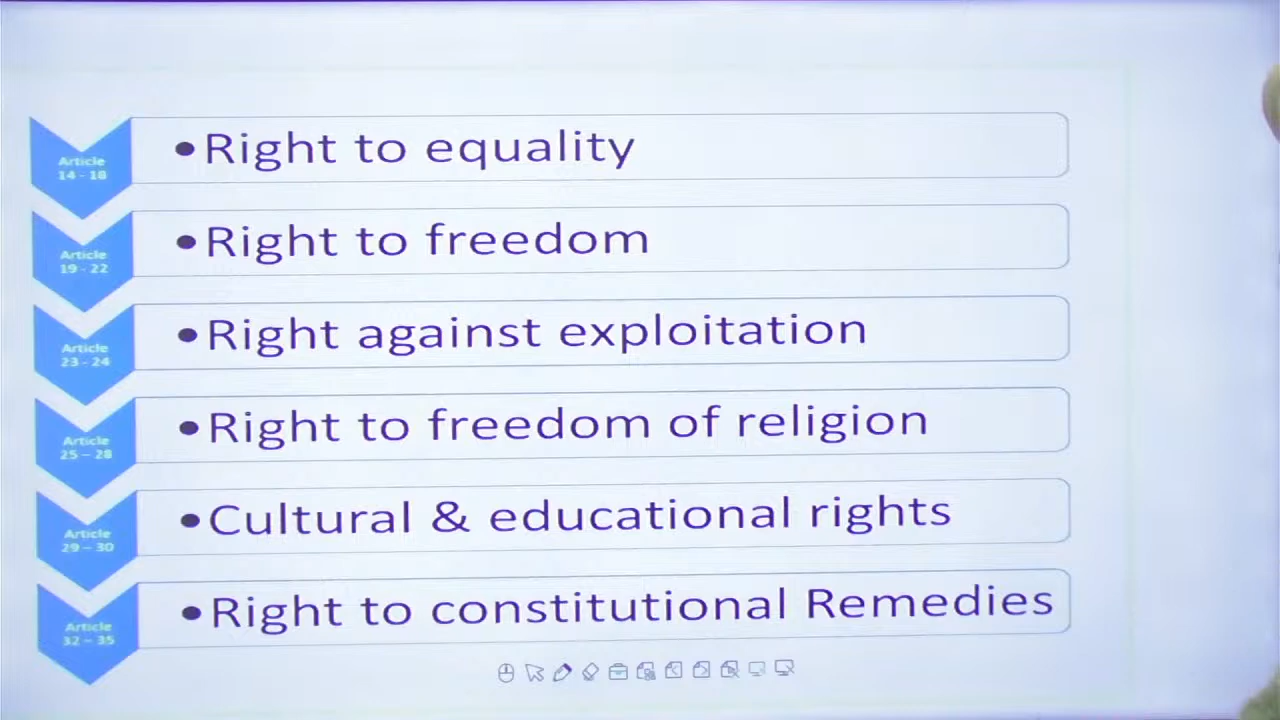 Article
14 - 18
•Right to equality
Article
19 - 22
•Right to freedom
Article
23 - 24
•Right against exploitation
Article
25 – 28
•Right to freedom of religion
Article
29 – 30
•Cultural & educational rights
Article
32 – 35
•Right to constitutional Remedies